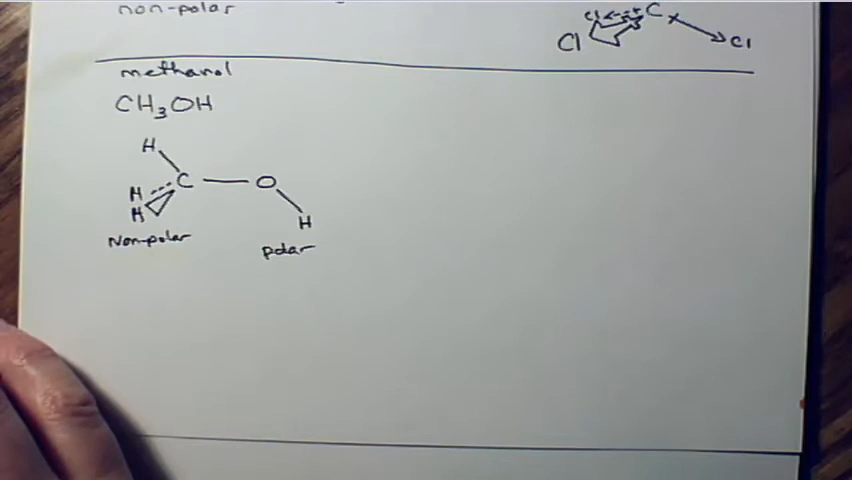 non-polar
Cl C
Cl Cl
methanol
CH₃OH
H
H C O
H H
Non-polar polar